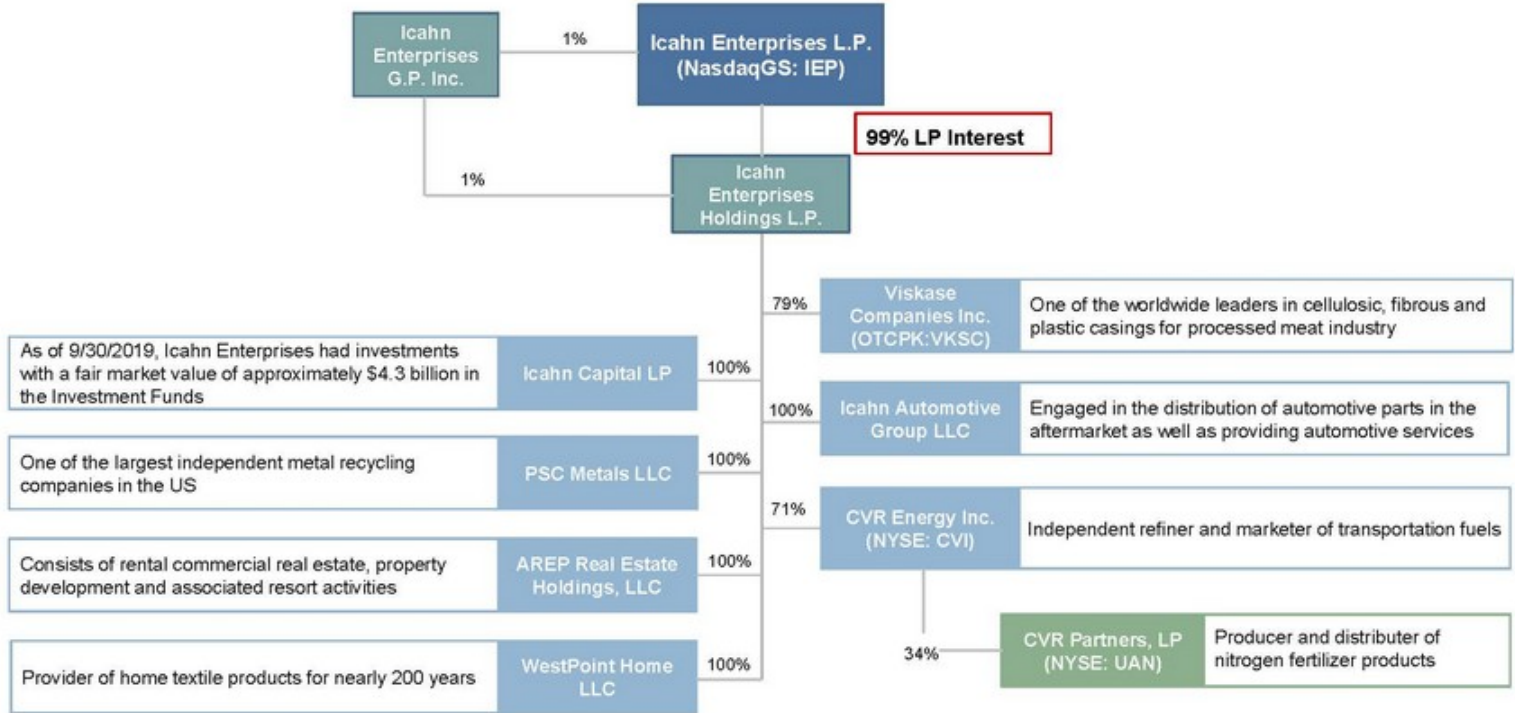 Icahn
Enterprises
G.P. Inc.
1%
Icahn Enterprises L.P.
(NasdaqGS: IEP)
99% LP Interest
1%
Icahn
Enterprises
Holdings L.P.
79%
Viskase
Companies Inc.
(OTCPK:VKSC)
One of the worldwide leaders in cellulosic, fibrous and
plastic casings for processed meat industry
As of 9/30/2019, Icahn Enterprises had investments
with a fair market value of approximately $4.3 billion in
the Investment Funds
Icahn Capital LP
100%
100%
Icahn Automotive
Group LLC
Engaged in the distribution of automotive parts in the
aftermarket as well as providing automotive services
One of the largest independent metal recycling
companies in the US
PSC Metals LLC
100%
71%
CVR Energy Inc.
(NYSE: CVI)
Independent refiner and marketer of transportation fuels
Consists of rental commercial real estate, property
development and associated resort activities
AREP Real Estate
Holdings, LLC
100%
34%
CVR Partners, LP
(NYSE: UAN)
Producer and distributer of
nitrogen fertilizer products
Provider of home textile products for nearly 200 years
WestPoint Home
LLC
100%